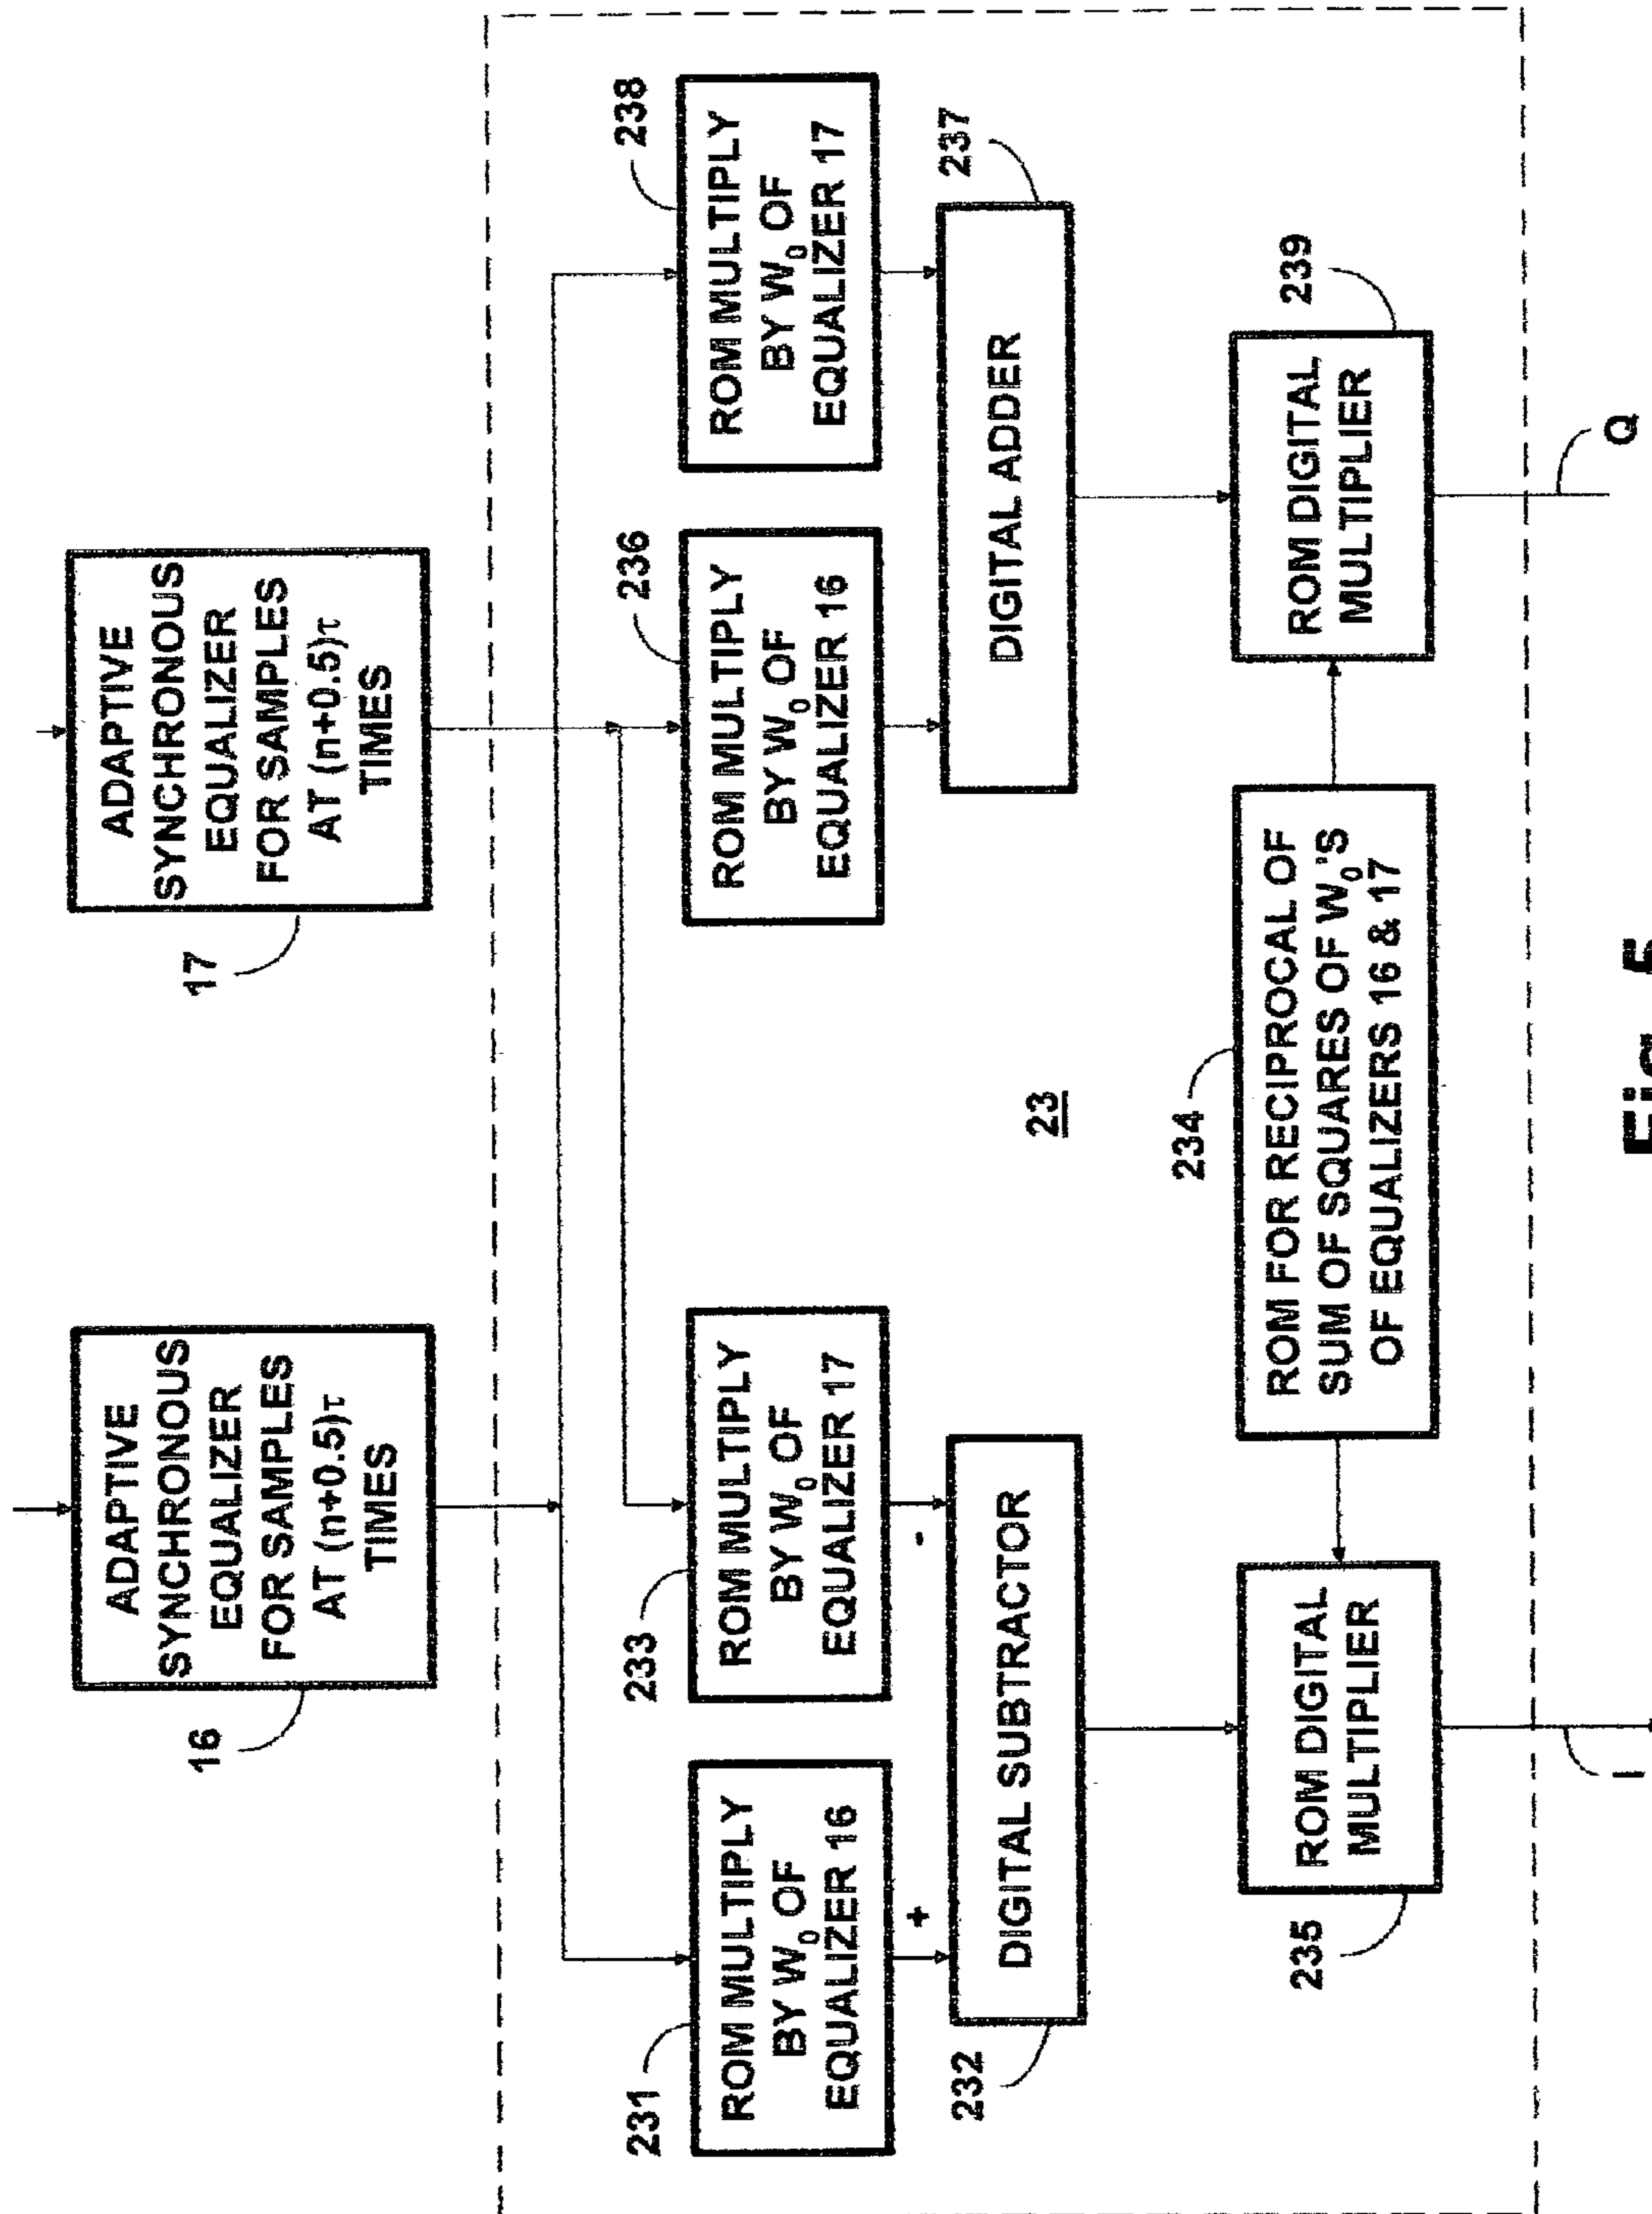 ADAPTIVE
SYNCHRONOUS
EQUALIZER
FOR SAMPLES
AT (n+0.5)τ
TIMES
16
ADAPTIVE
SYNCHRONOUS
EQUALIZER
FOR SAMPLES
AT (n+0.5)τ
TIMES
17
231
ROM MULTIPLY
BY W₀ OF
EQUALIZER 16
233
ROM MULTIPLY
BY W₀ OF
EQUALIZER 17
236
ROM MULTIPLY
BY W₀ OF
EQUALIZER 16
238
ROM MULTIPLY
BY W₀ OF
EQUALIZER 17
+
-
232
DIGITAL SUBTRACTOR
23
DIGITAL ADDER
237
235
ROM DIGITAL
MULTIPLIER
234
ROM FOR RECIPROCAL OF
SUM OF SQUARES OF W₀'S
OF EQUALIZERS 16 & 17
ROM DIGITAL
MULTIPLIER
239
I
Q
Fig.